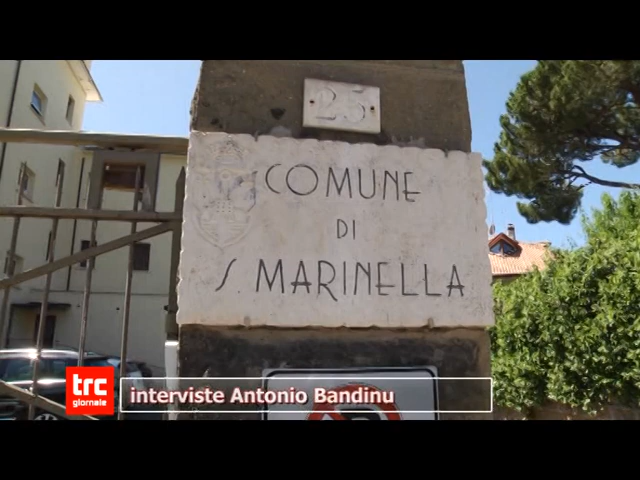 25
COMUNE
DI
S. MARINELLA
trc
giornale
interviste Antonio Bandinu